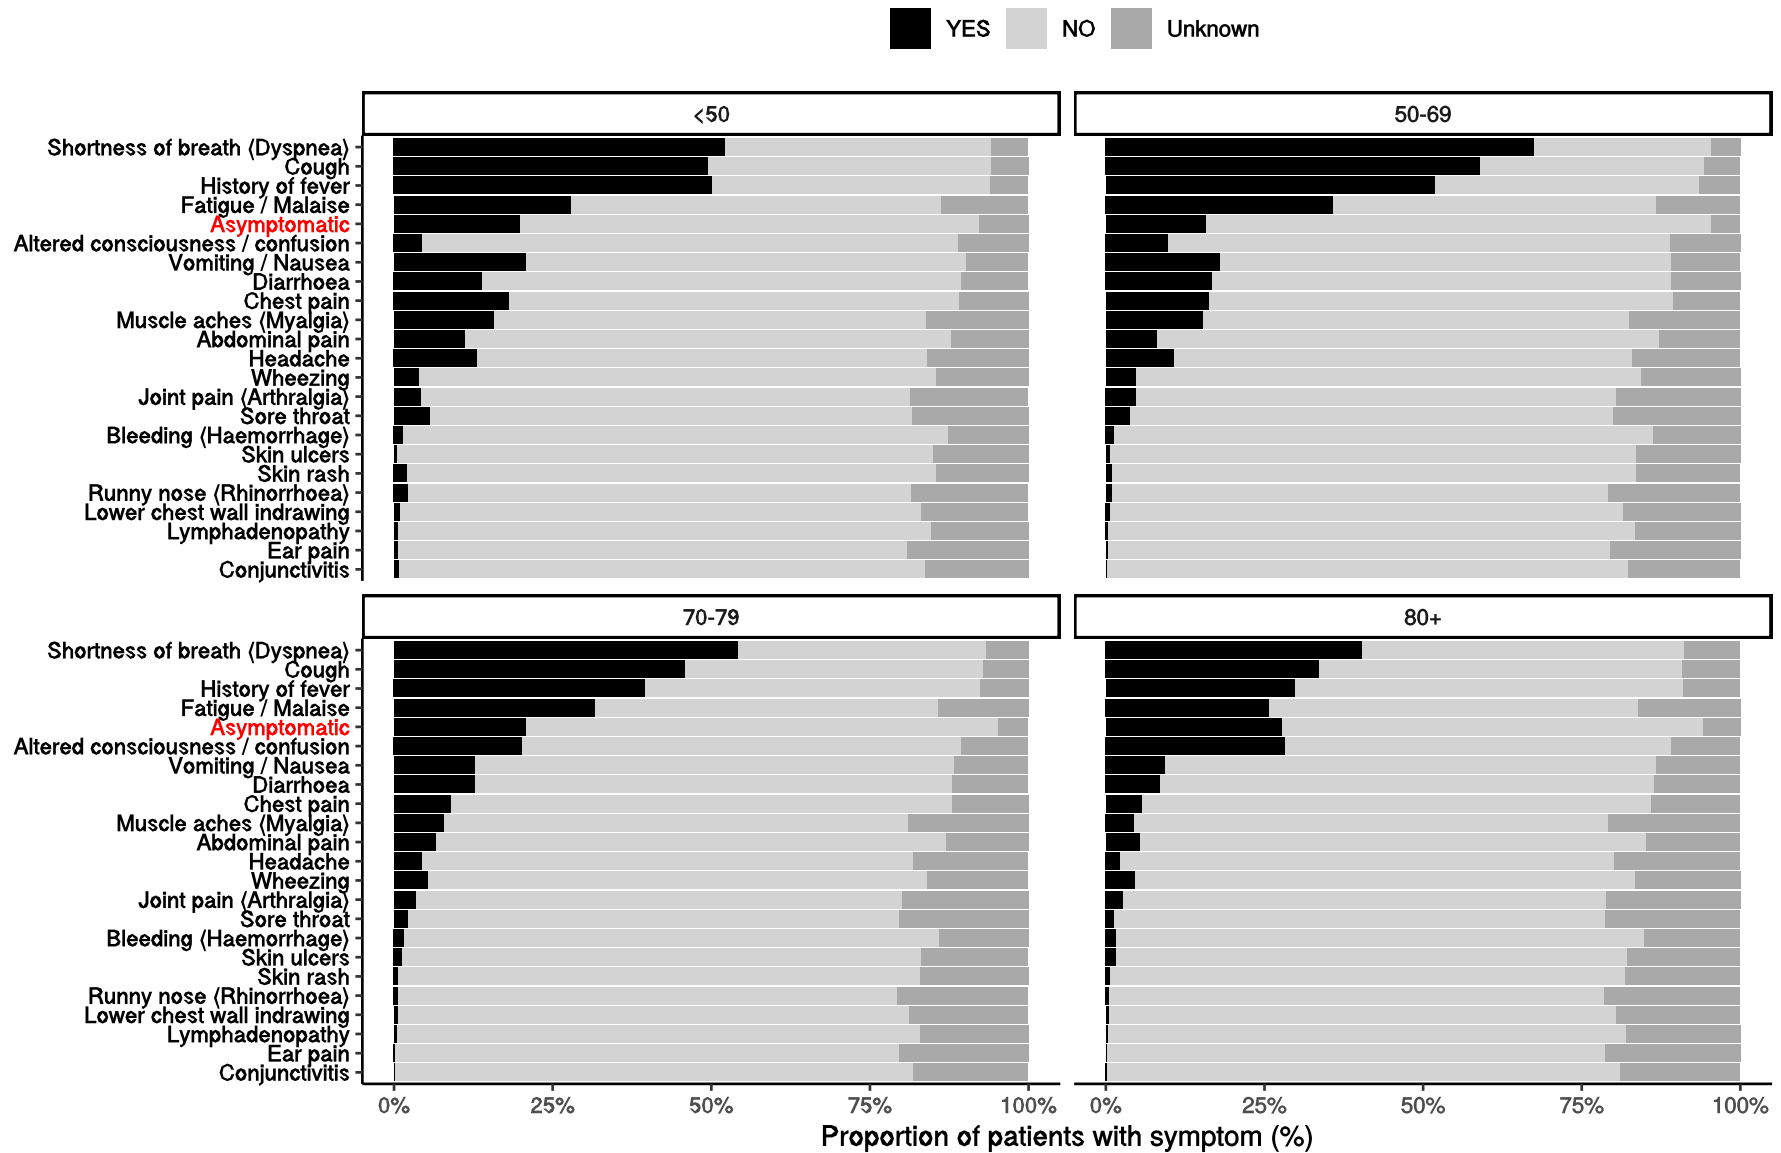 YES NO Unknown
<50
50-69
Shortness of breath (Dyspnea)
Cough
History of fever
Fatigue / Malaise
Asymptomatic
Altered consciousness / confusion
Vomiting / Nausea
Diarrhoea
Chest pain
Muscle aches (Myalgia)
Abdominal pain
Headache
Wheezing
Joint pain (Arthralgia)
Sore throat
Bleeding (Haemorrhage)
Skin ulcers
Skin rash
Runny nose (Rhinorrhoea)
Lower chest wall indrawing
Lymphadenopathy
Ear pain
Conjunctivitis
70-79
80+
Shortness of breath (Dyspnea)
Cough
History of fever
Fatigue / Malaise
Asymptomatic
Altered consciousness / confusion
Vomiting / Nausea
Diarrhoea
Chest pain
Muscle aches (Myalgia)
Abdominal pain
Headache
Wheezing
Joint pain (Arthralgia)
Sore throat
Bleeding (Haemorrhage)
Skin ulcers
Skin rash
Runny nose (Rhinorrhoea)
Lower chest wall indrawing
Lymphadenopathy
Ear pain
Conjunctivitis
0% 25% 50% 75% 100% 0% 25% 50% 75% 100%
Proportion of patients with symptom (%)